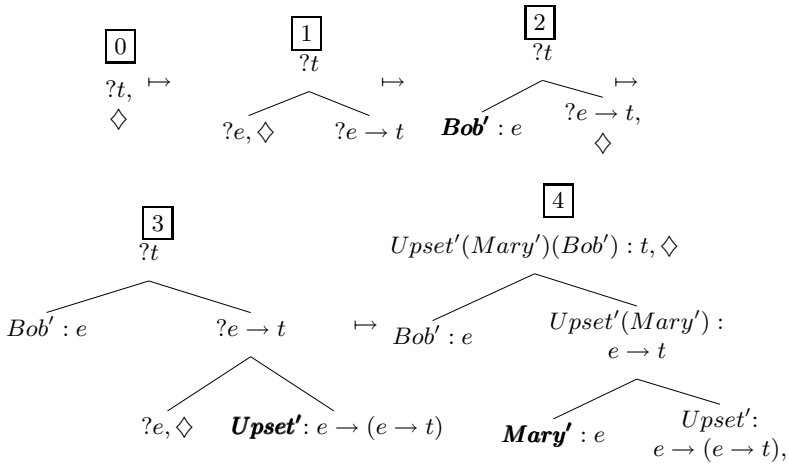 0
?t,
◇
↦
1
?t
?e, ◇ ?e → t
↦
2
?t
Bob′ : e ?e → t,
◇
↦
3
?t
Bob′ : e ?e → t
?e, ◇ Upset′: e → (e → t)
↦
4
Upset′(Mary′)(Bob′) : t, ◇
Bob′ : e Upset′(Mary′) :
e → t
Mary′ : e Upset′:
e → (e → t),